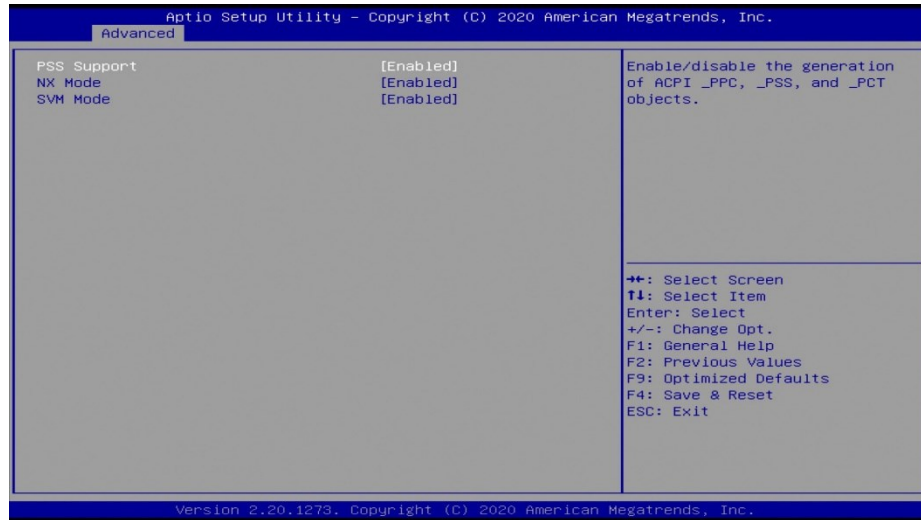 Aptio Setup Utility – Copyright (C) 2020 American Megatrends, Inc.
Advanced
PSS Support [Enabled]
NX Mode [Enabled]
SVM Mode [Enabled]
Enable/disable the generation
of ACPI _PPC, _PSS, and _PCT
objects.
→←: Select Screen
↑↓: Select Item
Enter: Select
+/-: Change Opt.
F1: General Help
F2: Previous Values
F9: Optimized Defaults
F4: Save & Reset
ESC: Exit
Version 2.20.1273. Copyright (C) 2020 American Megatrends, Inc.